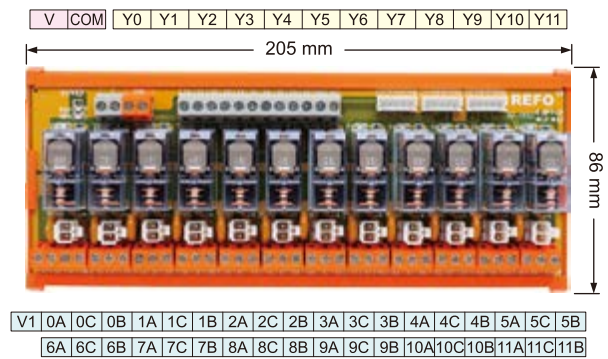 V COM Y0 Y1 Y2 Y3 Y4 Y5 Y6 Y7 Y8 Y9 Y10 Y11
205 mm
REFO
86 mm
V1 0A 0C 0B 1A 1C 1B 2A 2C 2B 3A 3C 3B 4A 4C 4B 5A 5C 5B
6A 6C 6B 7A 7C 7B 8A 8C 8B 9A 9C 9B 10A 10C 10B 11A 11C 11B